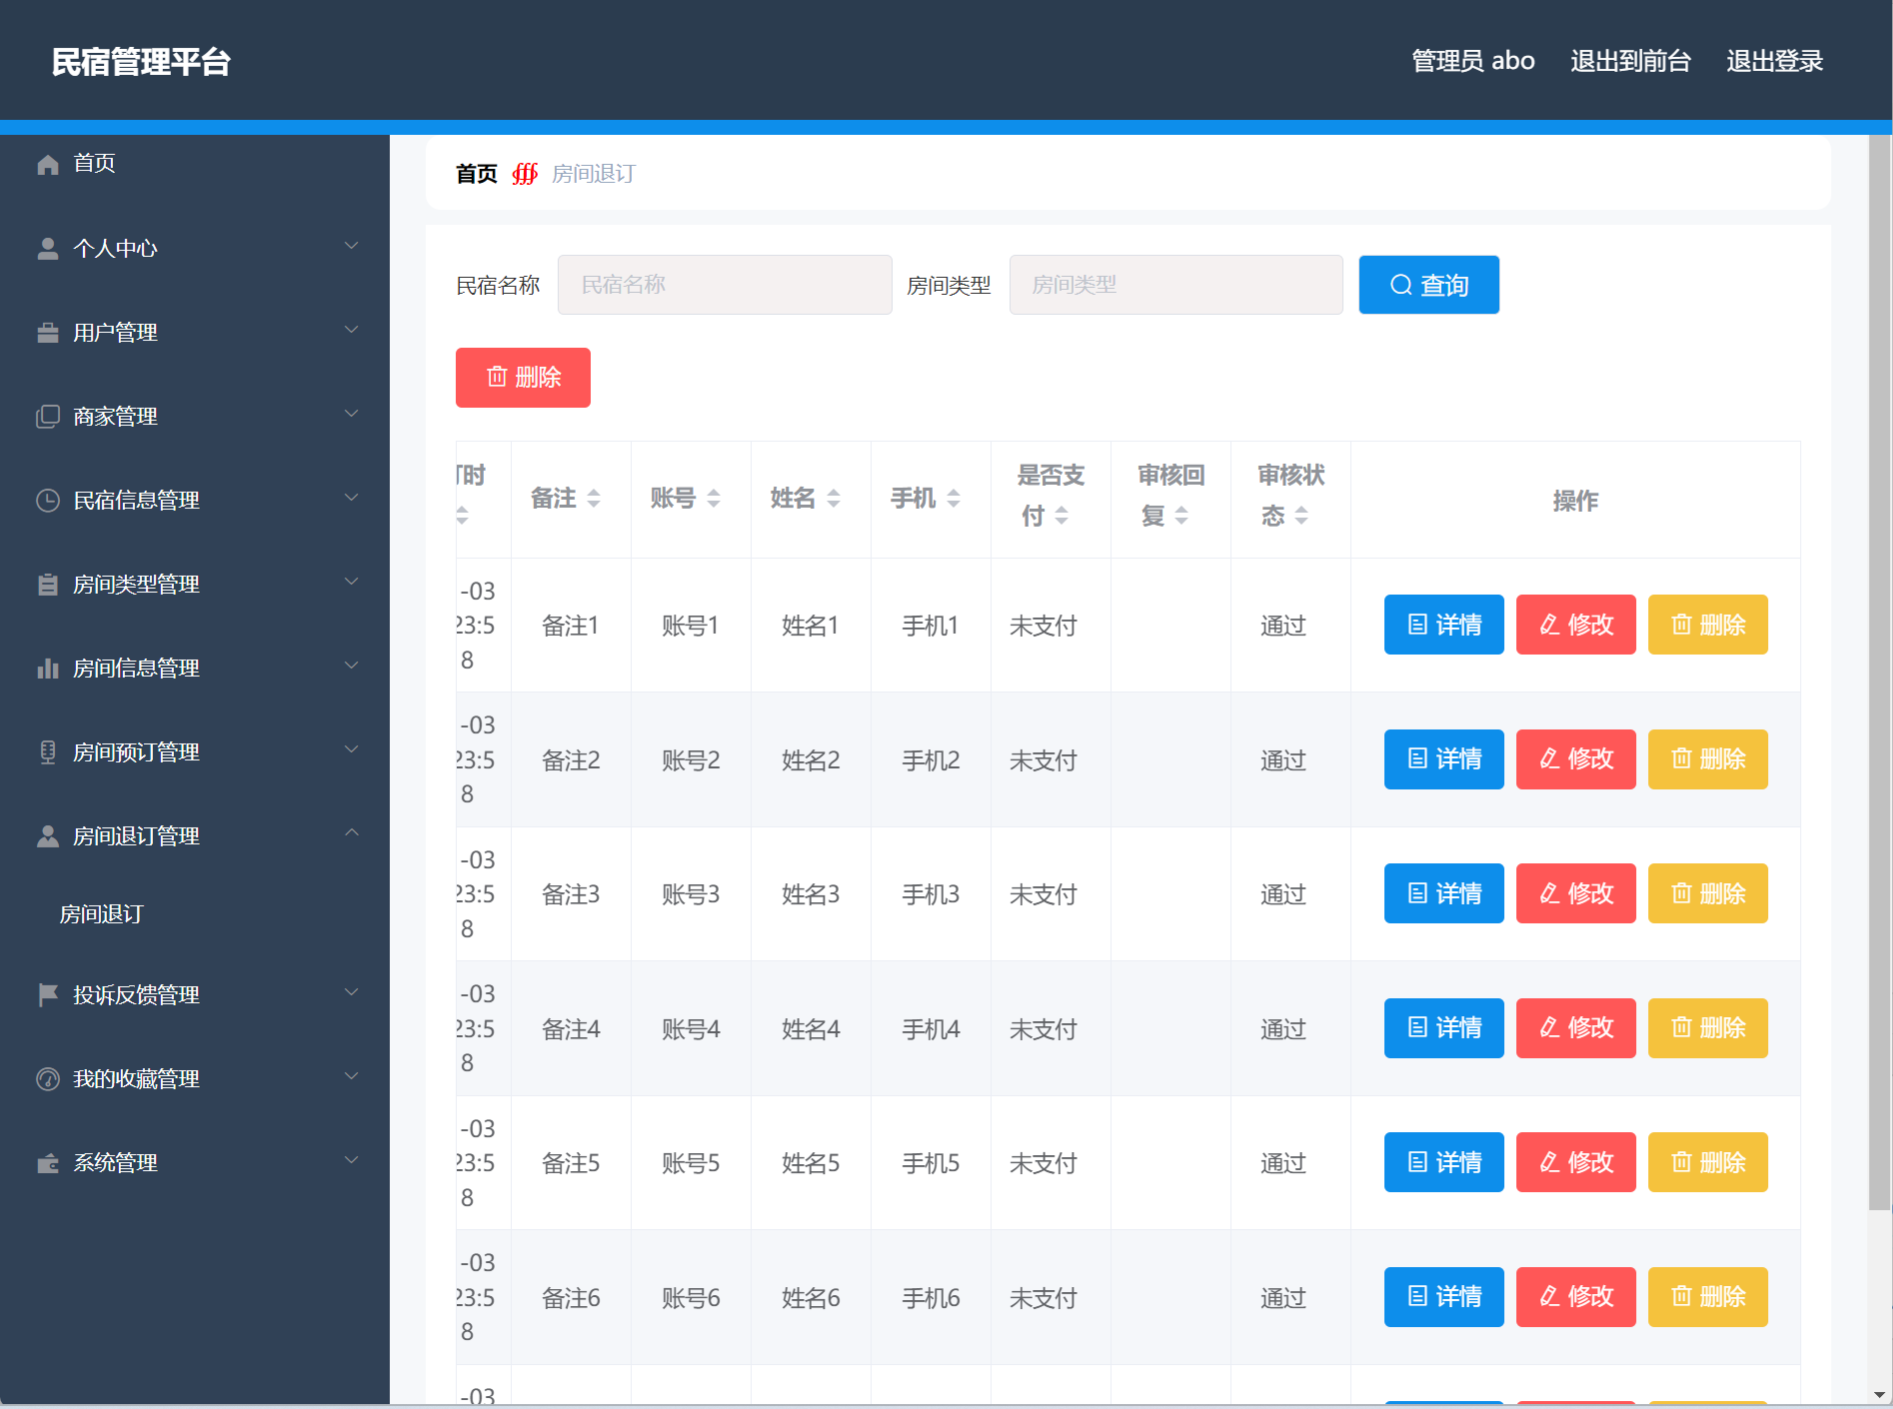 民宿管理平台
管理员 abo 退出到前台 退出登录
首页
个人中心
用户管理
商家管理
民宿信息管理
房间类型管理
房间信息管理
房间预订管理
房间退订管理
房间退订
投诉反馈管理
我的收藏管理
系统管理
首页 ∰ 房间退订
民宿名称 民宿名称 房间类型 房间类型 查询
删除
时 备注 账号 姓名 手机 是否支付 审核回复 审核状态 操作
-03
23:5
8
备注1 账号1 姓名1 手机1 未支付 通过 详情 修改 删除
-03
23:5
8
备注2 账号2 姓名2 手机2 未支付 通过 详情 修改 删除
-03
23:5
8
备注3 账号3 姓名3 手机3 未支付 通过 详情 修改 删除
-03
23:5
8
备注4 账号4 姓名4 手机4 未支付 通过 详情 修改 删除
-03
23:5
8
备注5 账号5 姓名5 手机5 未支付 通过 详情 修改 删除
-03
23:5
8
备注6 账号6 姓名6 手机6 未支付 通过 详情 修改 删除
-03